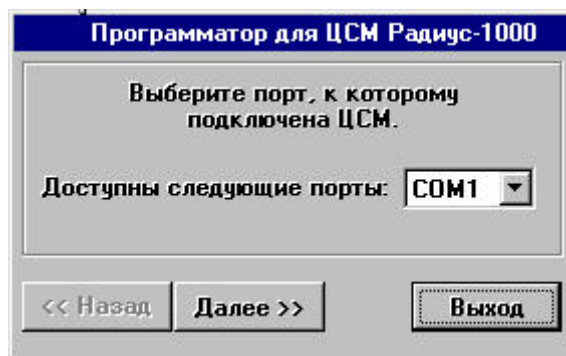 Программатор для ЦСМ Радиус-1000
Выберите порт, к которому
подключена ЦСМ.
Доступны следующие порты: COM1
<< Назад Далее >> Выход